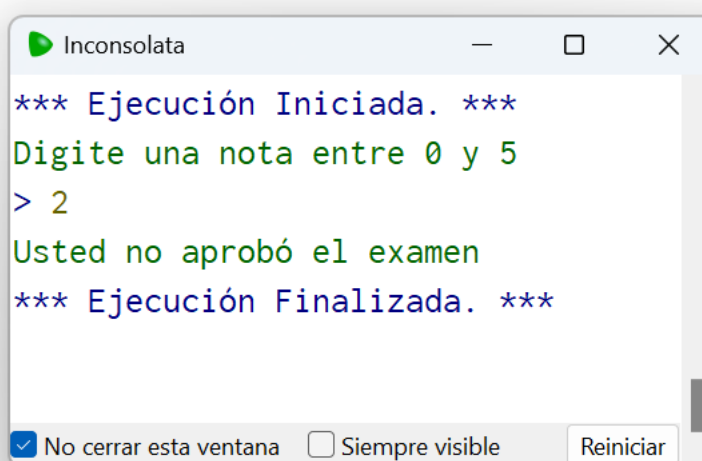 Inconsolata
*** Ejecución Iniciada. ***
Digite una nota entre 0 y 5
> 2
Usted no aprobó el examen
*** Ejecución Finalizada. ***
No cerrar esta ventana Siempre visible Reiniciar